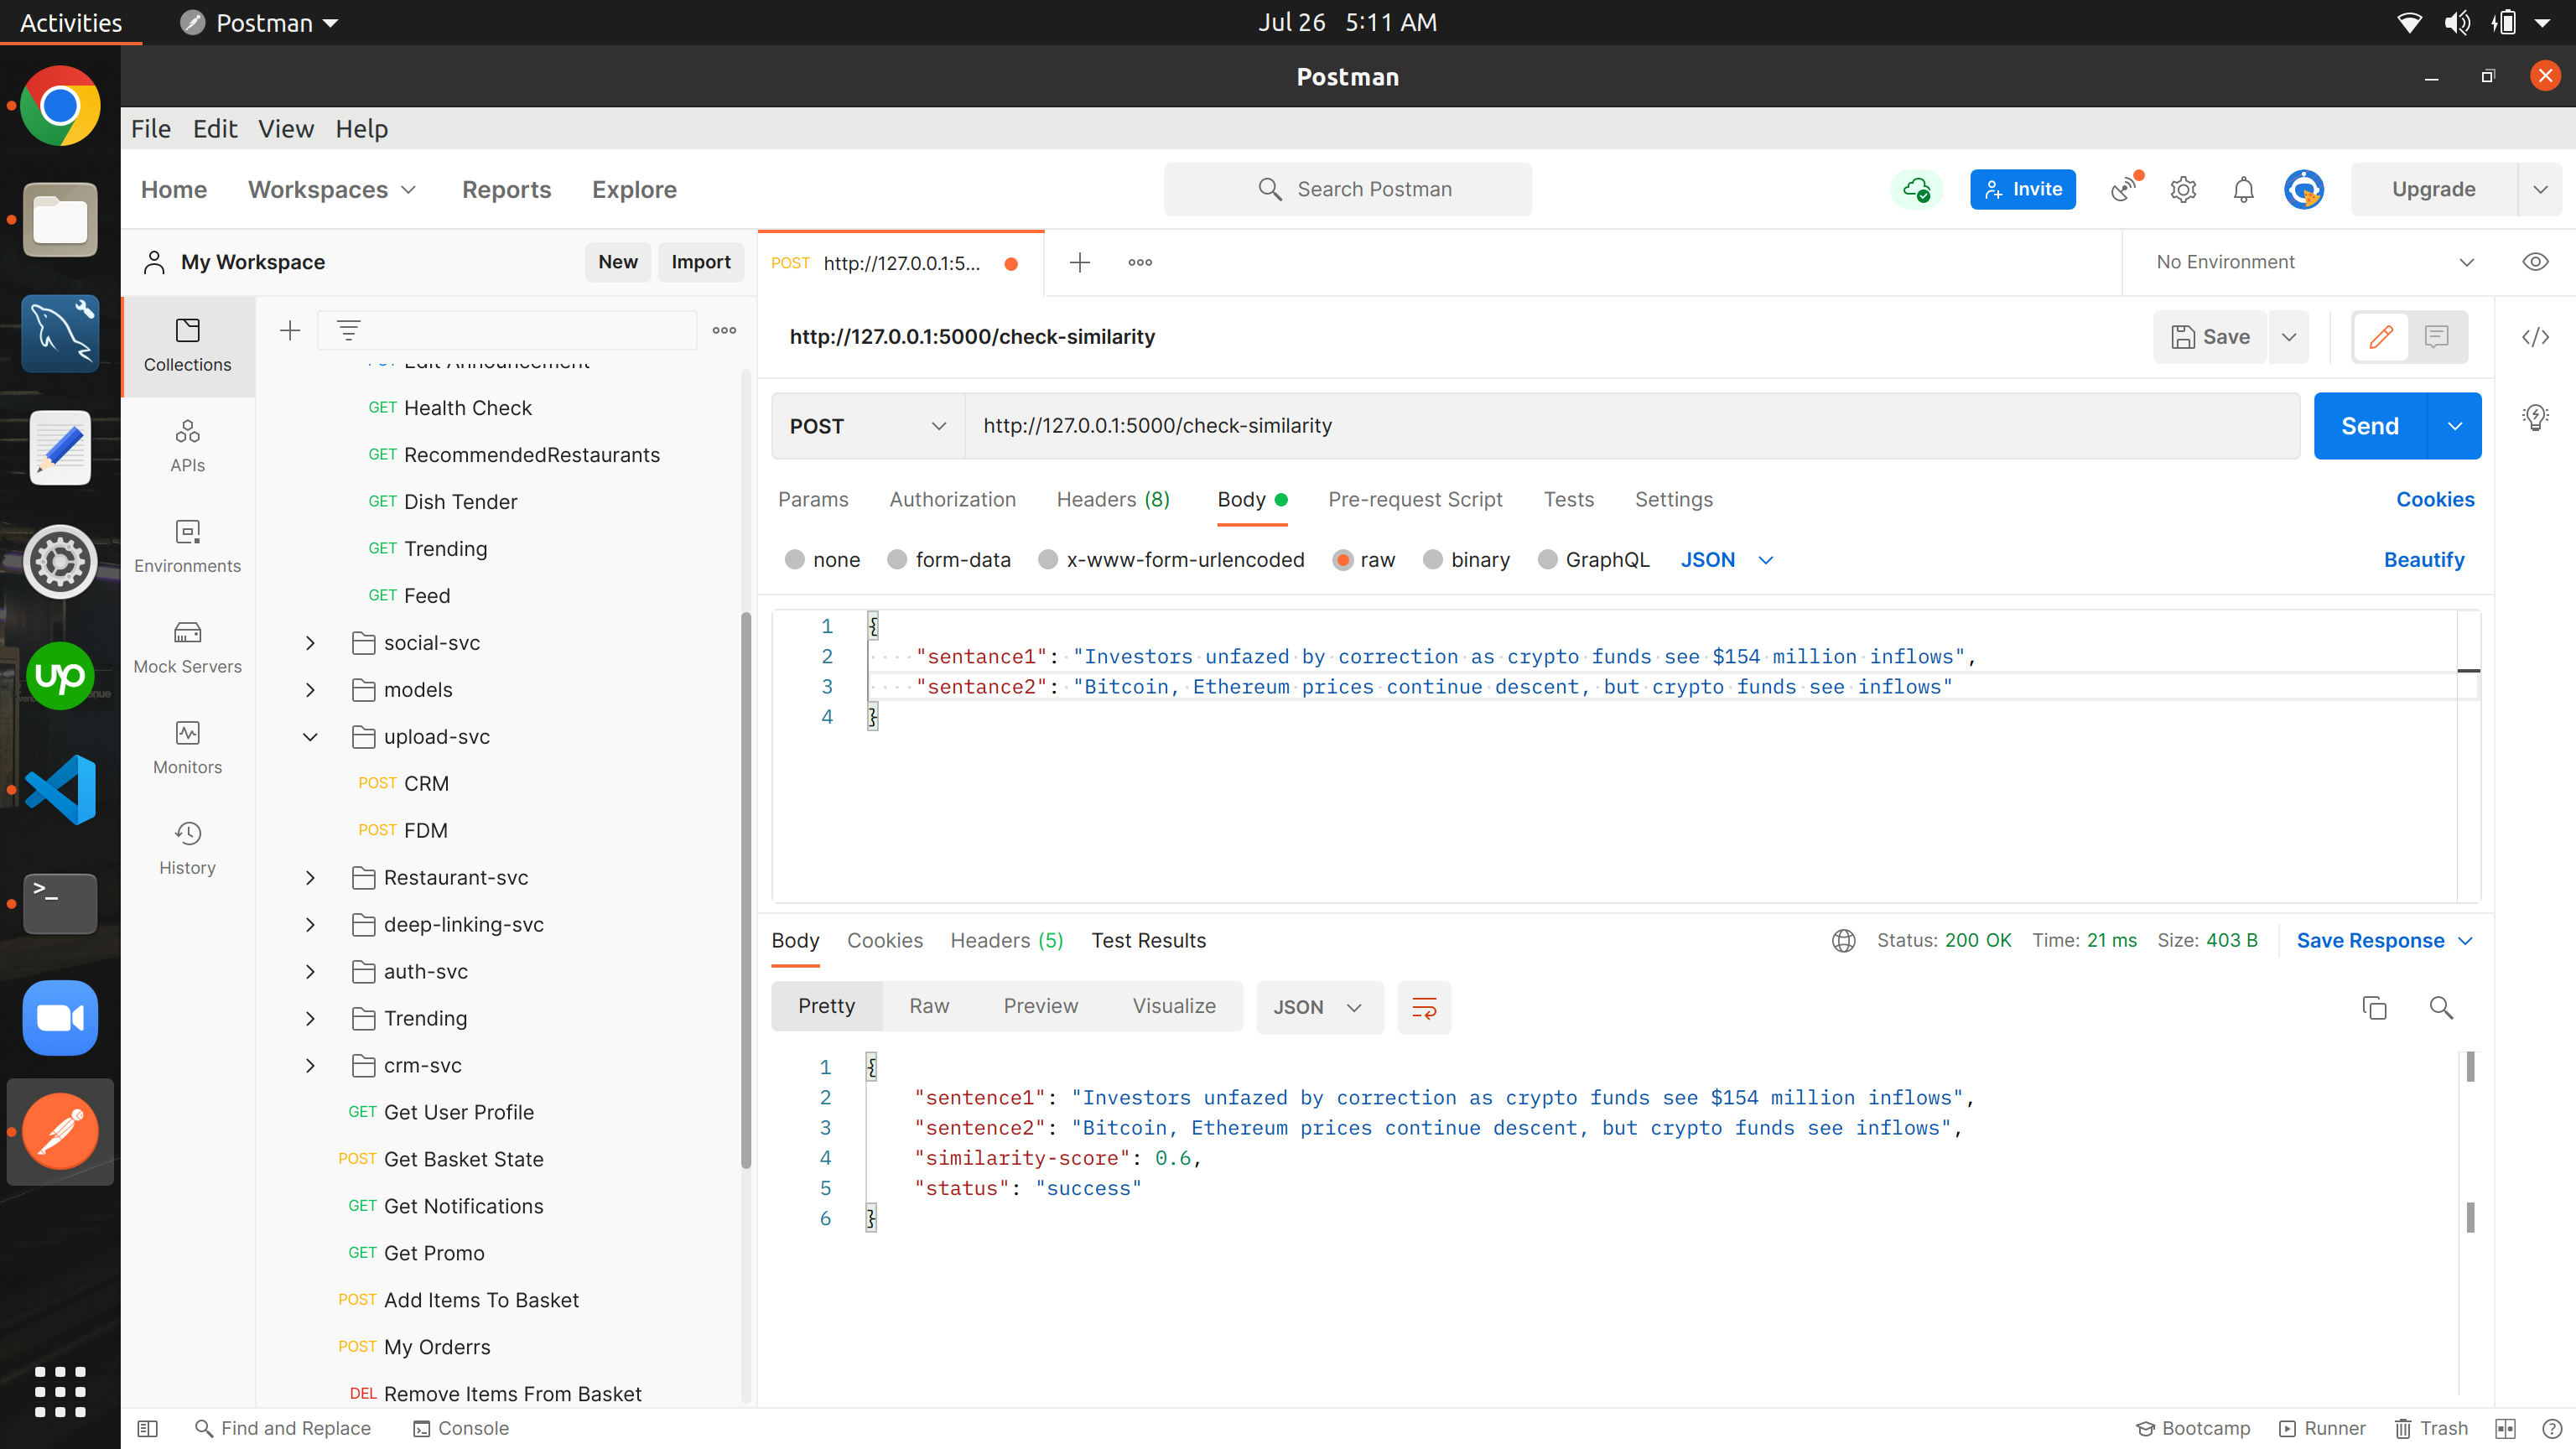 Activities Postman Jul 26 5:11 AM
Postman
File Edit View Help
Home Workspaces Reports Explore Search Postman Invite Upgrade
My Workspace New Import POST http://127.0.0.1:5... No Environment
Collections
APIs
Environments
Mock Servers
Monitors
History
Edit Announcement
GET Health Check
GET RecommendedRestaurants
GET Dish Tender
GET Trending
GET Feed
social-svc
models
upload-svc
POST CRM
POST FDM
Restaurant-svc
deep-linking-svc
auth-svc
Trending
crm-svc
GET Get User Profile
POST Get Basket State
GET Get Notifications
GET Get Promo
POST Add Items To Basket
POST My Orderrs
DEL Remove Items From Basket
http://127.0.0.1:5000/check-similarity Save
POST http://127.0.0.1:5000/check-similarity Send
Params Authorization Headers (8) Body Pre-request Script Tests Settings Cookies
none form-data x-www-form-urlencoded raw binary GraphQL JSON Beautify
1 {
2 "sentance1": "Investors unfazed by correction as crypto funds see $154 million inflows",
3 "sentance2": "Bitcoin, Ethereum prices continue descent, but crypto funds see inflows"
4 }
Body Cookies Headers (5) Test Results Status: 200 OK Time: 21 ms Size: 403 B Save Response
Pretty Raw Preview Visualize JSON
1 {
2 "sentence1": "Investors unfazed by correction as crypto funds see $154 million inflows",
3 "sentence2": "Bitcoin, Ethereum prices continue descent, but crypto funds see inflows",
4 "similarity-score": 0.6,
5 "status": "success"
6 }
Find and Replace Console Bootcamp Runner Trash